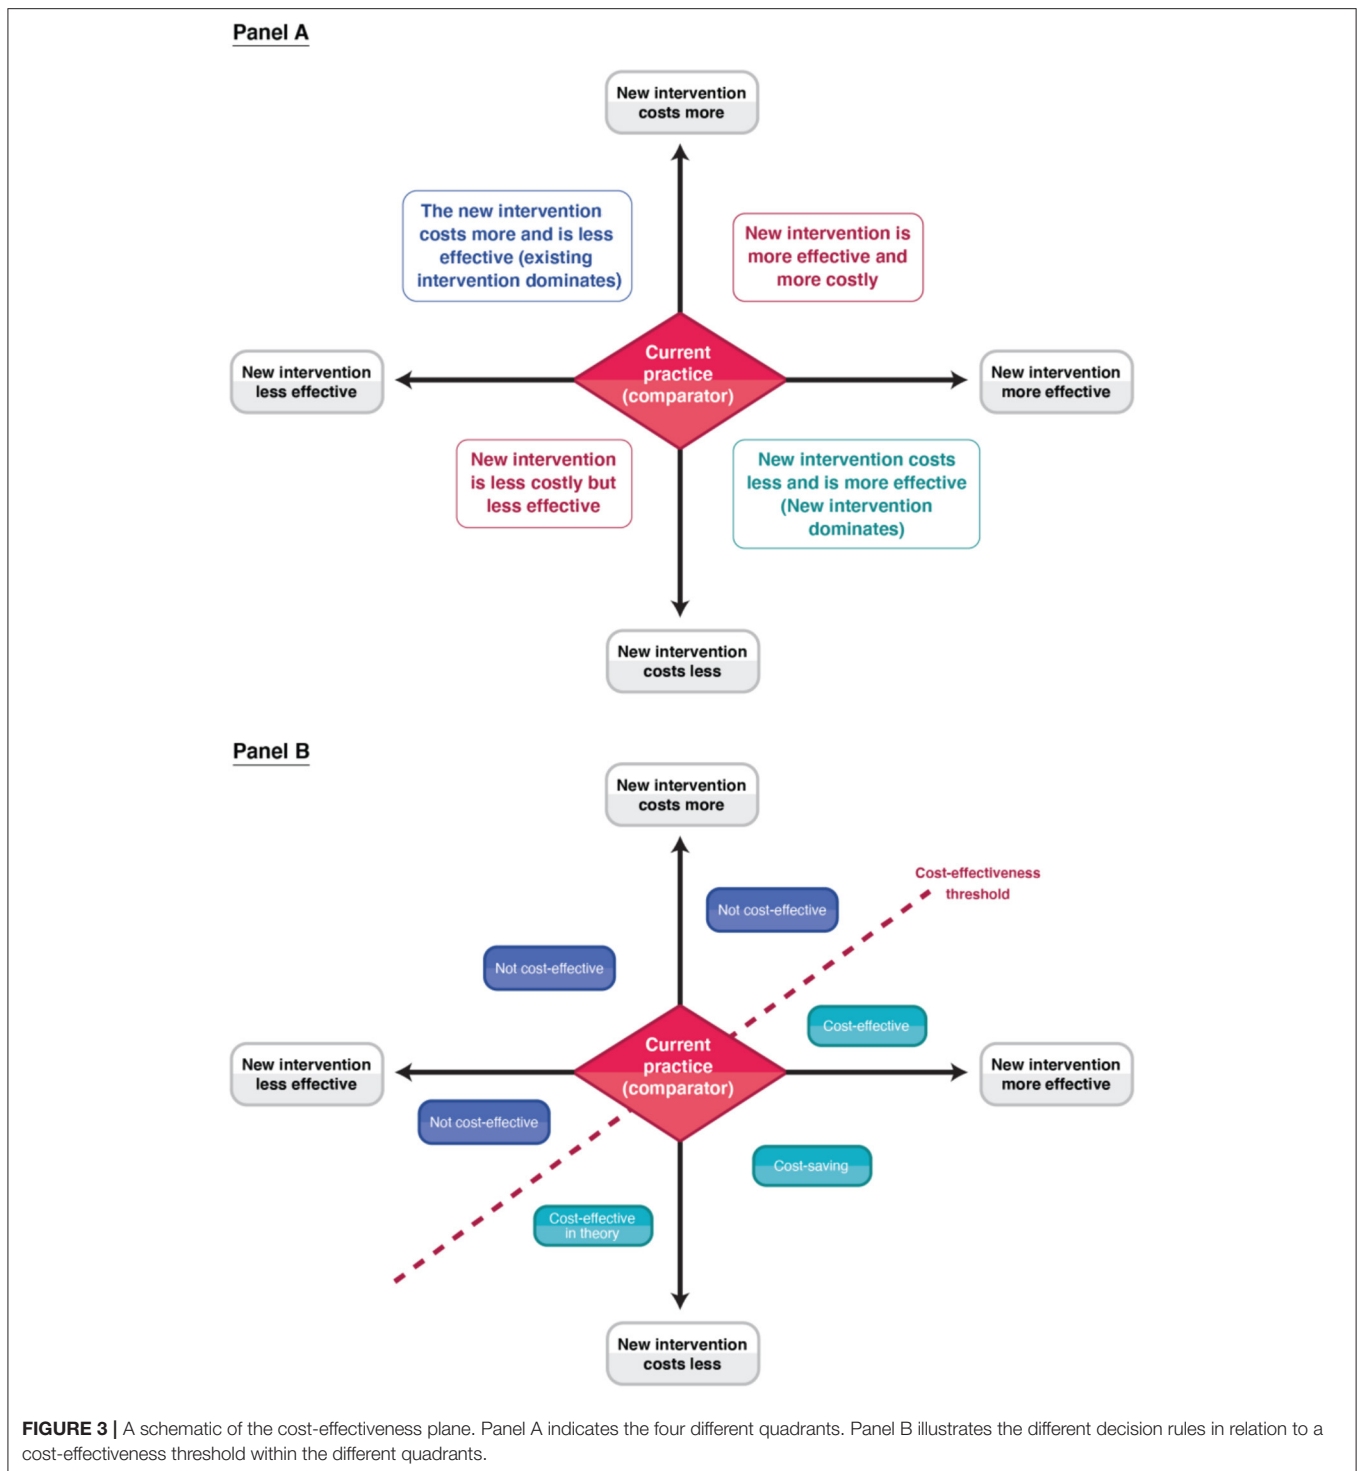 Panel A
New intervention
costs more
The new intervention
costs more and is less
effective (existing
intervention dominates)
New intervention is
more effective and
more costly
New intervention
less effective
Current
practice
(comparator)
New intervention
more effective
New intervention
is less costly but
less effective
New intervention costs
less and is more effective
(New intervention
dominates)
New intervention
costs less
Panel B
New intervention
costs more
Cost-effectiveness
threshold
Not cost-effective
Not cost-effective
Cost-effective
New intervention
less effective
Current
practice
(comparator)
New intervention
more effective
Not cost-effective
Cost-saving
Cost-effective
in theory
New intervention
costs less
FIGURE 3 | A schematic of the cost-effectiveness plane. Panel A indicates the four different quadrants. Panel B illustrates the different decision rules in relation to a
cost-effectiveness threshold within the different quadrants.